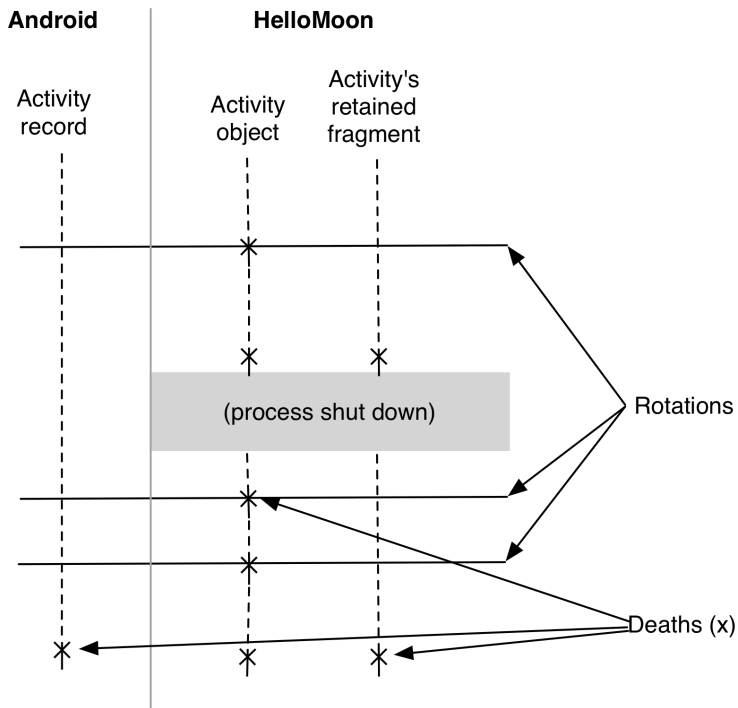 Android
HelloMoon
Activity
record
Activity
object
Activity's
retained
fragment
(process shut down)
Rotations
Deaths (x)